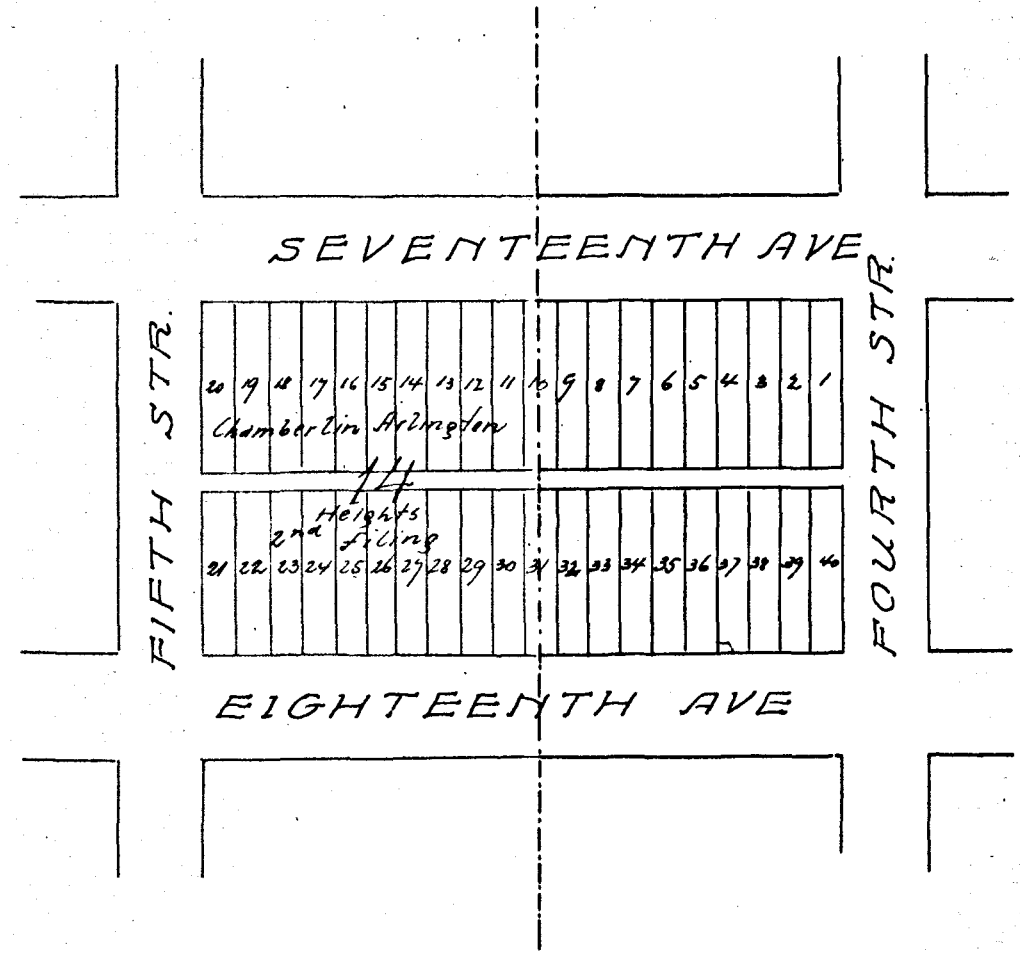 SEVENTEENTH AVE
FIFTH STR.
FOURTH STR.
20 19 18 17 16 15 14 13 12 11 10 9 8 7 6 5 4 3 2 1
Chamberlin Arlington
14
Heights
2nd Filing
21 22 23 24 25 26 27 28 29 30 31 32 33 34 35 36 37 38 39 40
EIGHTEENTH AVE